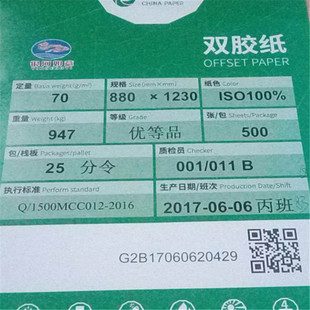 CHINA PAPER
双胶纸
OFFSET PAPER
定量 Basis weight(g/m²) 规格 Size(mm×mm) 纸色 Color
70 880 × 1230 ISO100%
重量 Weight(kg) 等级 Grade 张/包 Sheets/Package
947 优等品 500
包/栈板 Packages/pallet 质检员 Checker
25 分令 001/011 B
执行标准 Perform standard 生产日期/班次 Production Date/Shift
Q/1500MCC012-2016 2017-06-06 丙班
G2B17060620429